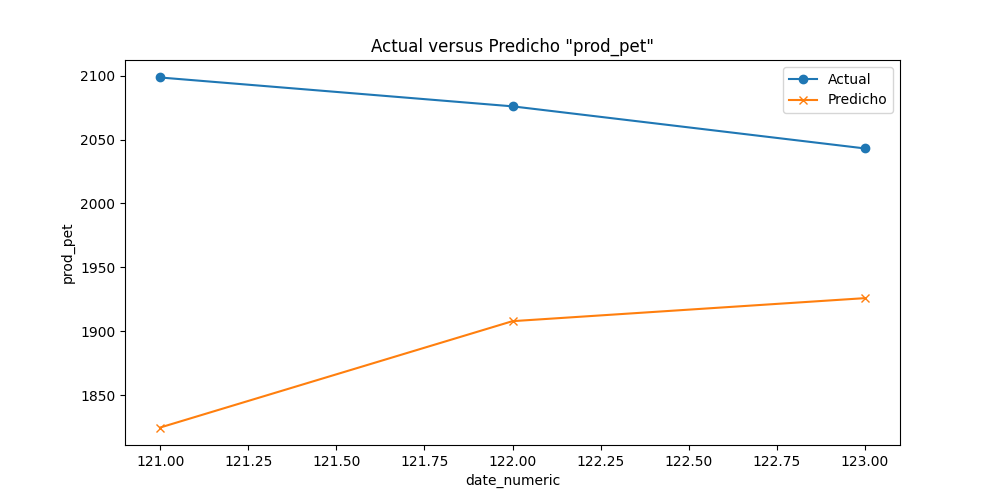 Actual versus Predicho "prod_pet"
Actual
Predicho
2100
2050
2000
1950
1900
1850
prod_pet
121.00 121.25 121.50 121.75 122.00 122.25 122.50 122.75 123.00
date_numeric